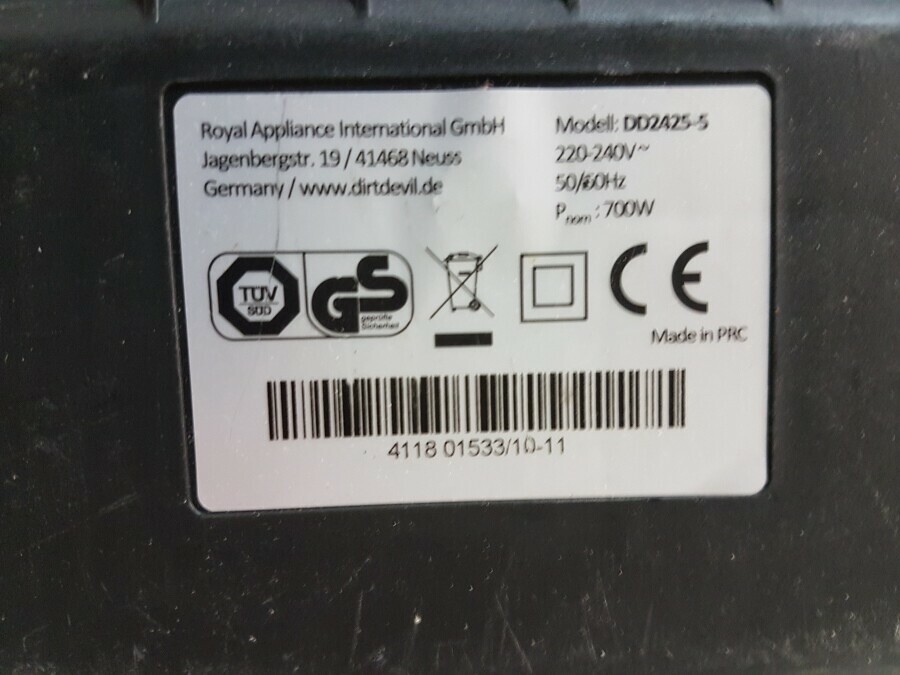 Royal Appliance International GmbH
Jagenbergstr. 19 / 41468 Neuss
Germany / www.dirtdevil.de
Modell: DD2425-5
220-240V~
50/60Hz
Pnom : 700W
TÜV
SÜD
GS
geprüfte
Sicherheit
CE
Made in PRC
4118 01533/10-11